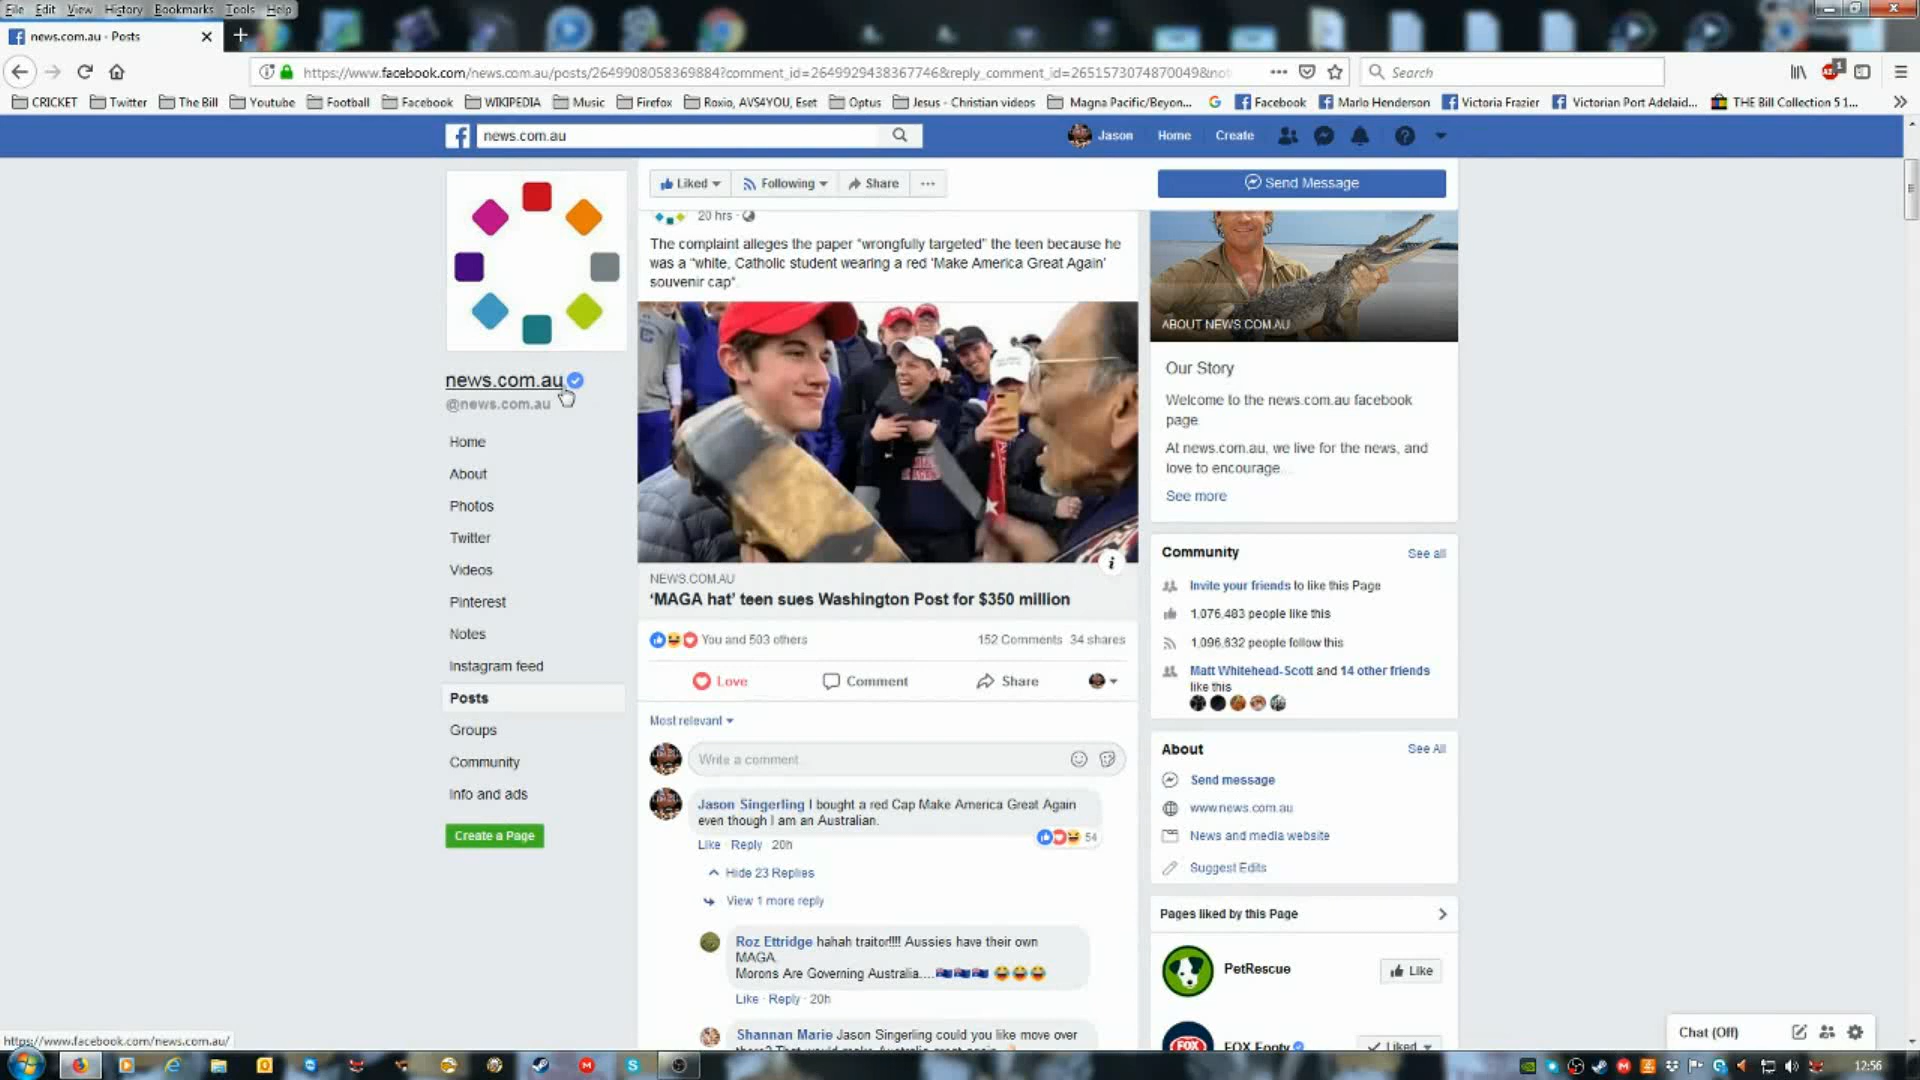 File Edit View History Bookmarks Tools Help
news.com.au - Posts
https://www.facebook.com/news.com.au/posts/2649908058369884?comment_id=2649929438367746&reply_comment_id=2651573074870049&not
Search
CRICKET Twitter The Bill Youtube Football Facebook WIKIPEDIA Music Firefox Roxio, AVS4YOU, Eset Optus Jesus - Christian videos Magna Pacific/Beyon... Facebook Marlo Henderson Victoria Frazier Victorian Port Adelaid... THE Bill Collection 5 1...
news.com.au
Jason Home Create
Liked Following Share
Send Message
20 hrs ·
The complaint alleges the paper "wrongfully targeted" the teen because he
was a "white, Catholic student wearing a red 'Make America Great Again'
souvenir cap".
NEWS.COM.AU
'MAGA hat' teen sues Washington Post for $350 million
You and 503 others
152 Comments 34 shares
Love Comment Share
Most relevant
Write a comment
Jason Singerling I bought a red Cap Make America Great Again
even though I am an Australian.
54
Like · Reply · 20h
Hide 23 Replies
View 1 more reply
Roz Ettridge hahah traitor!!!! Aussies have their own
MAGA.
Morons Are Governing Australia....🇦🇺🇦🇺🇦🇺 😂😂😂
Like · Reply · 20h
Shannan Marie Jason Singerling could you like move over
news.com.au
@news.com.au
Home
About
Photos
Twitter
Videos
Pinterest
Notes
Instagram feed
Posts
Groups
Community
Info and ads
Create a Page
ABOUT NEWS.COM.AU
Our Story
Welcome to the news.com.au facebook
page.
At news.com.au, we live for the news, and
love to encourage...
See more
Community
See all
Invite your friends to like this Page
1,076,483 people like this
1,096,632 people follow this
Matt Whitehead-Scott and 14 other friends
like this
About
See All
Send message
www.news.com.au
News and media website
Suggest Edits
Pages liked by this Page
PetRescue
Like
FOX
FOX Footy
Liked
Chat (Off)
https://www.facebook.com/news.com.au/
12:56